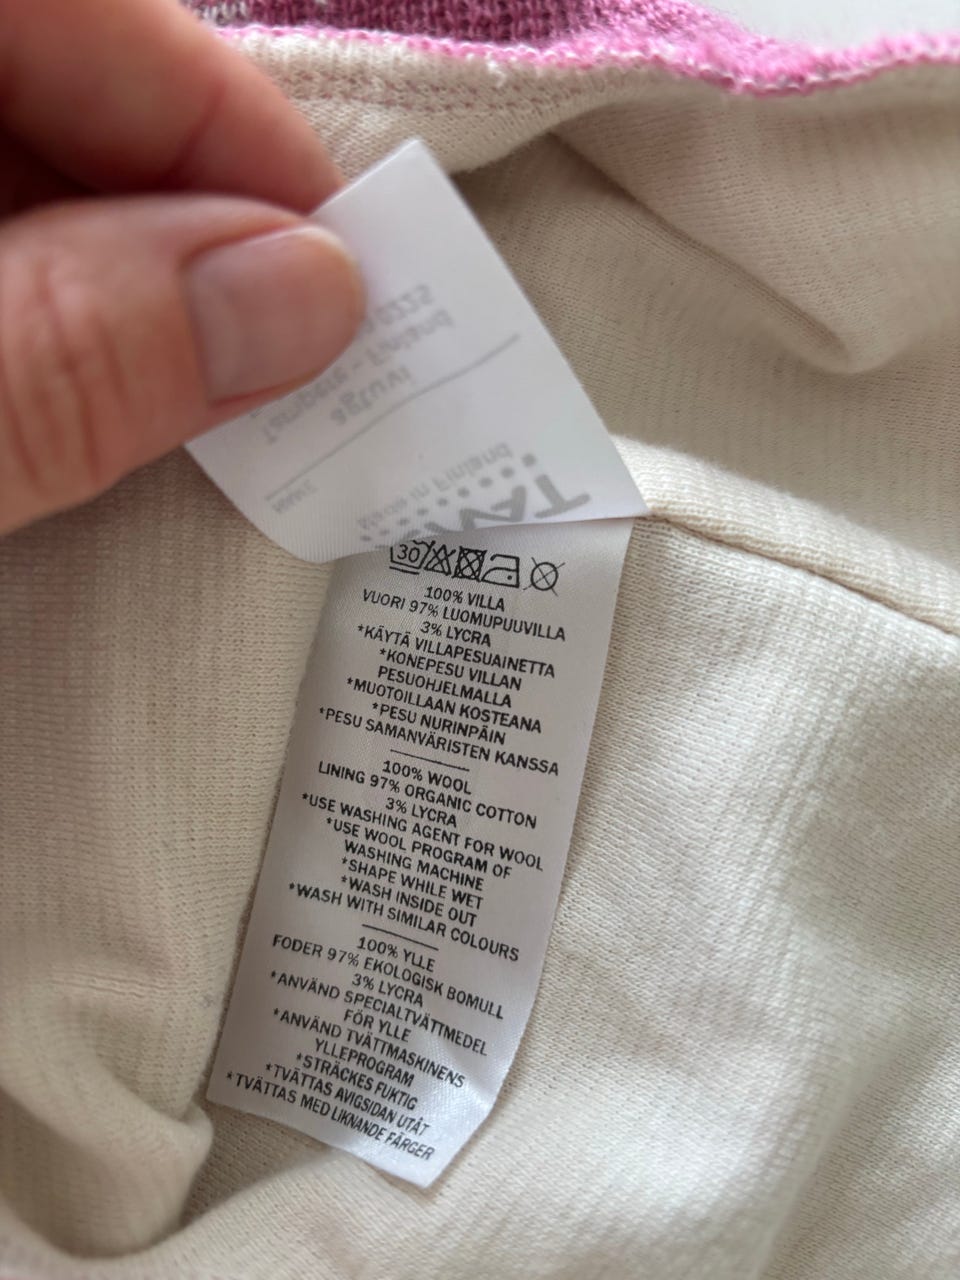 30
100% VILLA
VUORI 97% LUOMUPUUVILLA
3% LYCRA
*KÄYTÄ VILLAPESUAINETTA
*KONEPESU VILLAN
PESUOHJELMALLA
*MUOTOILLAAN KOSTEANA
*PESU NURINPÄIN
*PESU SAMANVÄRISTEN KANSSA
100% WOOL
LINING 97% ORGANIC COTTON
3% LYCRA
*USE WASHING AGENT FOR WOOL
*USE WOOL PROGRAM OF
WASHING MACHINE
*SHAPE WHILE WET
*WASH INSIDE OUT
*WASH WITH SIMILAR COLOURS
100% YLLE
FODER 97% EKOLOGISK BOMULL
3% LYCRA
*ANVÄND SPECIALTVÄTTMEDEL
FÖR YLLE
*ANVÄND TVÄTTMASKINENS
YLLEPROGRAM
*STRÄCKES FUKTIG
*TVÄTTAS AVIGSIDAN UTÅT
*TVÄTTAS MED LIKNANDE FÄRGER